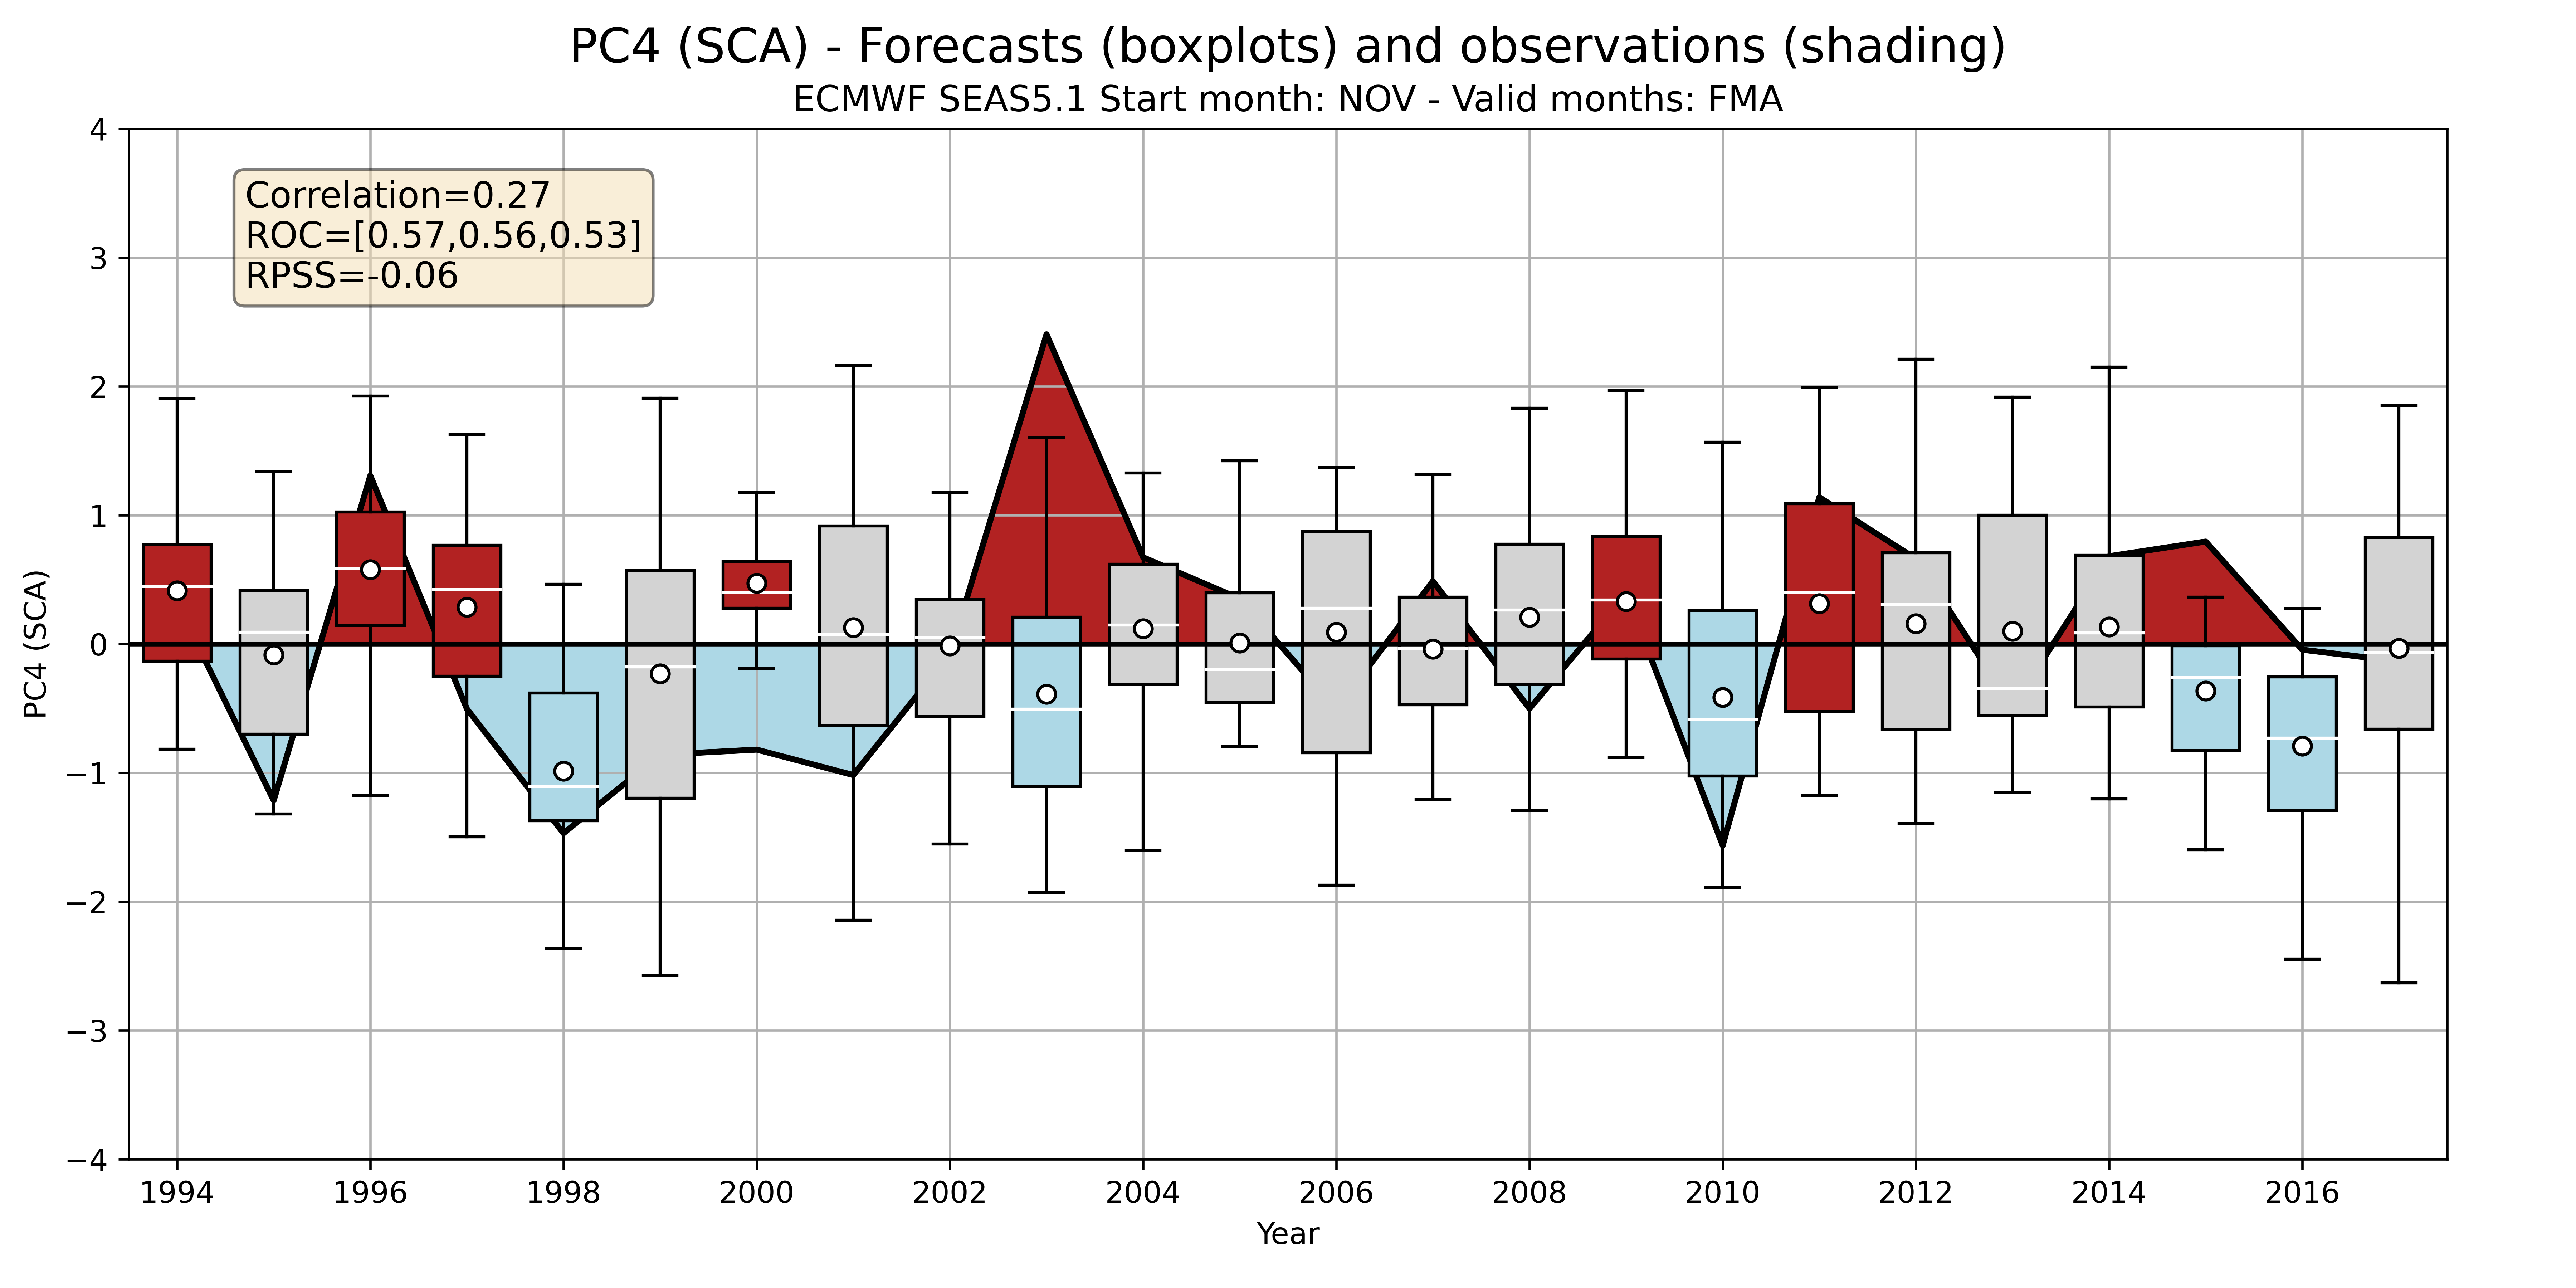 PC4 (SCA) - Forecasts (boxplots) and observations (shading)
ECMWF SEAS5.1 Start month: NOV - Valid months: FMA
Correlation=0.27
ROC=[0.57,0.56,0.53]
RPSS=-0.06
PC4 (SCA)
4
3
2
1
0
−1
−2
−3
−4
1994 1996 1998 2000 2002 2004 2006 2008 2010 2012 2014 2016
Year